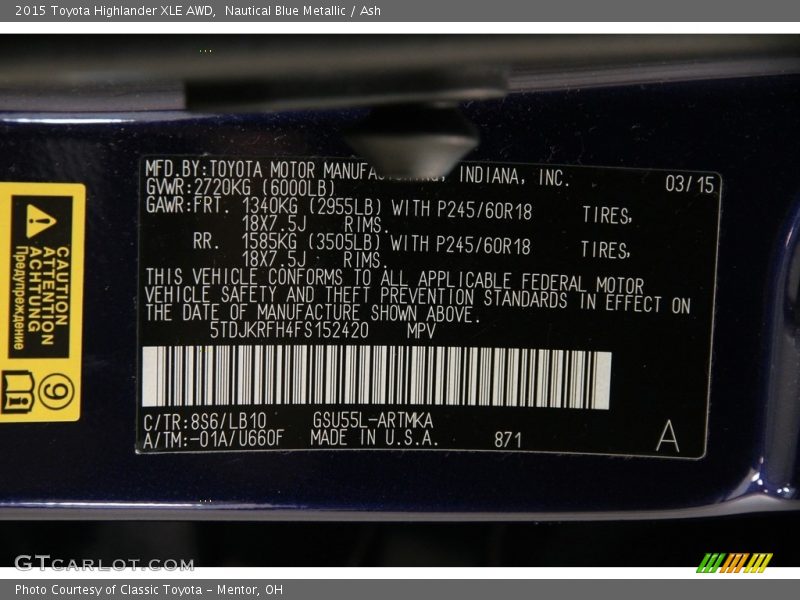 2015 Toyota Highlander XLE AWD,  Nautical Blue Metallic / Ash
MFD.BY:TOYOTA MOTOR INDIANA, INC. 03/15
GVWR:2720KG (6000LB)
GAWR:FRT. 1340KG (2955LB) WITH P245/60R18 TIRES,
18X7.5J RIMS.
RR. 1585KG (3505LB) WITH P245/60R18 TIRES,
18X7.5J RIMS.
THIS VEHICLE CONFORMS TO ALL APPLICABLE FEDERAL MOTOR
VEHICLE SAFETY AND THEFT PREVENTION STANDARDS IN EFFECT ON
THE DATE OF MANUFACTURE SHOWN ABOVE.
5TDJKRFH4FS152420 MPV
C/TR:8S6/LB10 GSU55L-ARTMKA
A/TM:-01A/U660F MADE IN U.S.A. 871 A
CAUTION
ATTENTION
ACHTUNG
Предупреждение
9
GTCARLOT.COM
Photo Courtesy of Classic Toyota - Mentor, OH